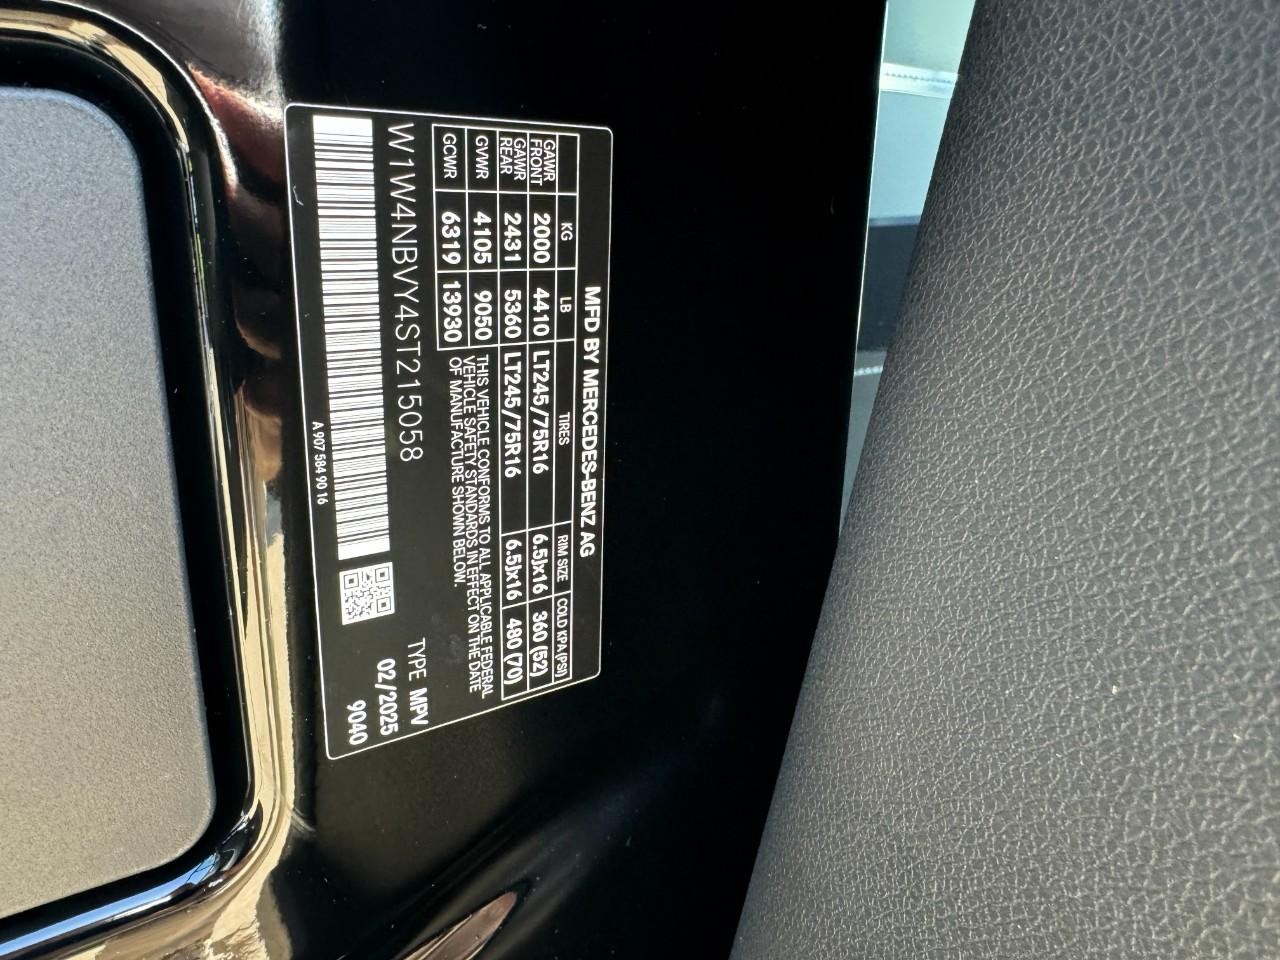 MFD BY MERCEDES-BENZ AG
KG LB TIRES RIM SIZE COLD KPA (PSI)
GAWR FRONT 2000 4410 LT245/75R16 6.5Jx16 360 (52)
GAWR REAR 2431 5360 LT245/75R16 6.5Jx16 480 (70)
GVWR 4105 9050
GCWR 6319 13930
THIS VEHICLE CONFORMS TO ALL APPLICABLE FEDERAL
VEHICLE SAFETY STANDARDS IN EFFECT ON THE DATE
OF MANUFACTURE SHOWN BELOW.
W1W4NBVY4ST215058
TYPE MPV
02/2025
9040
A 907 584 90 16